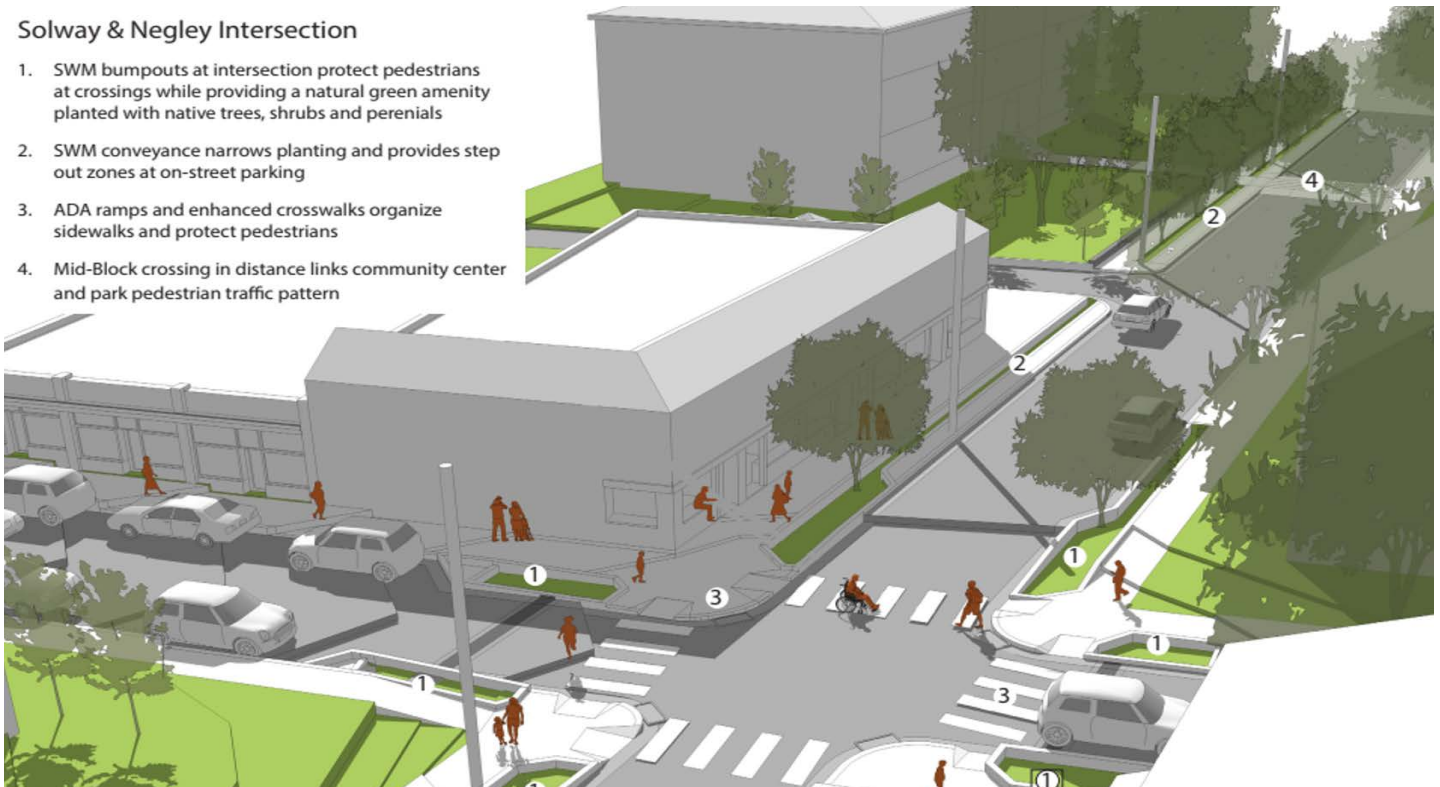 Solway & Negley Intersection
1. SWM bumpouts at intersection protect pedestrians
at crossings while providing a natural green amenity
planted with native trees, shrubs and perenials
2. SWM conveyance narrows planting and provides step
out zones at on-street parking
3. ADA ramps and enhanced crosswalks organize
sidewalks and protect pedestrians
4. Mid-Block crossing in distance links community center
and park pedestrian traffic pattern
4
2
2
1
1
3
1
1
3
1
1